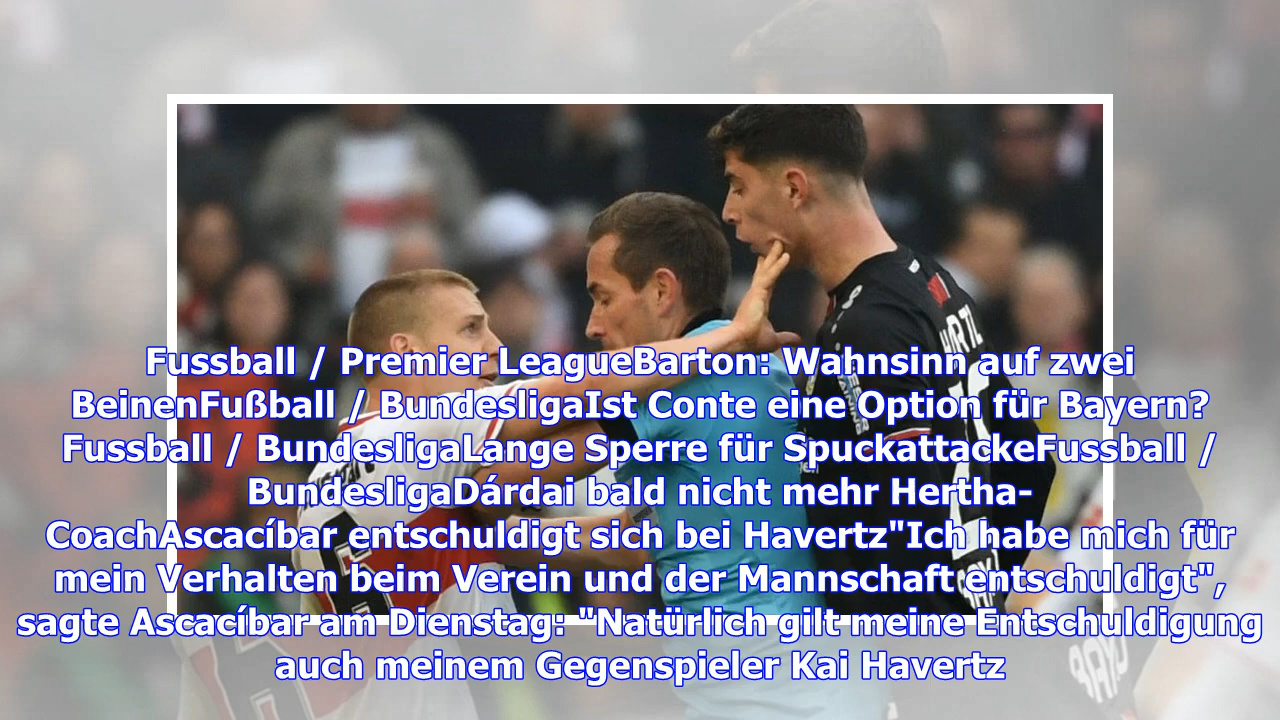 Fussball / Premier LeagueBarton: Wahnsinn auf zwei
BeinenFußball / BundesligaIst Conte eine Option für Bayern?
Fussball / BundesligaLange Sperre für SpuckattackeFussball /
BundesligaDárdai bald nicht mehr Hertha-
CoachAscacíbar entschuldigt sich bei Havertz"Ich habe mich für
mein Verhalten beim Verein und der Mannschaft entschuldigt",
sagte Ascacíbar am Dienstag: "Natürlich gilt meine Entschuldigung
auch meinem Gegenspieler Kai Havertz